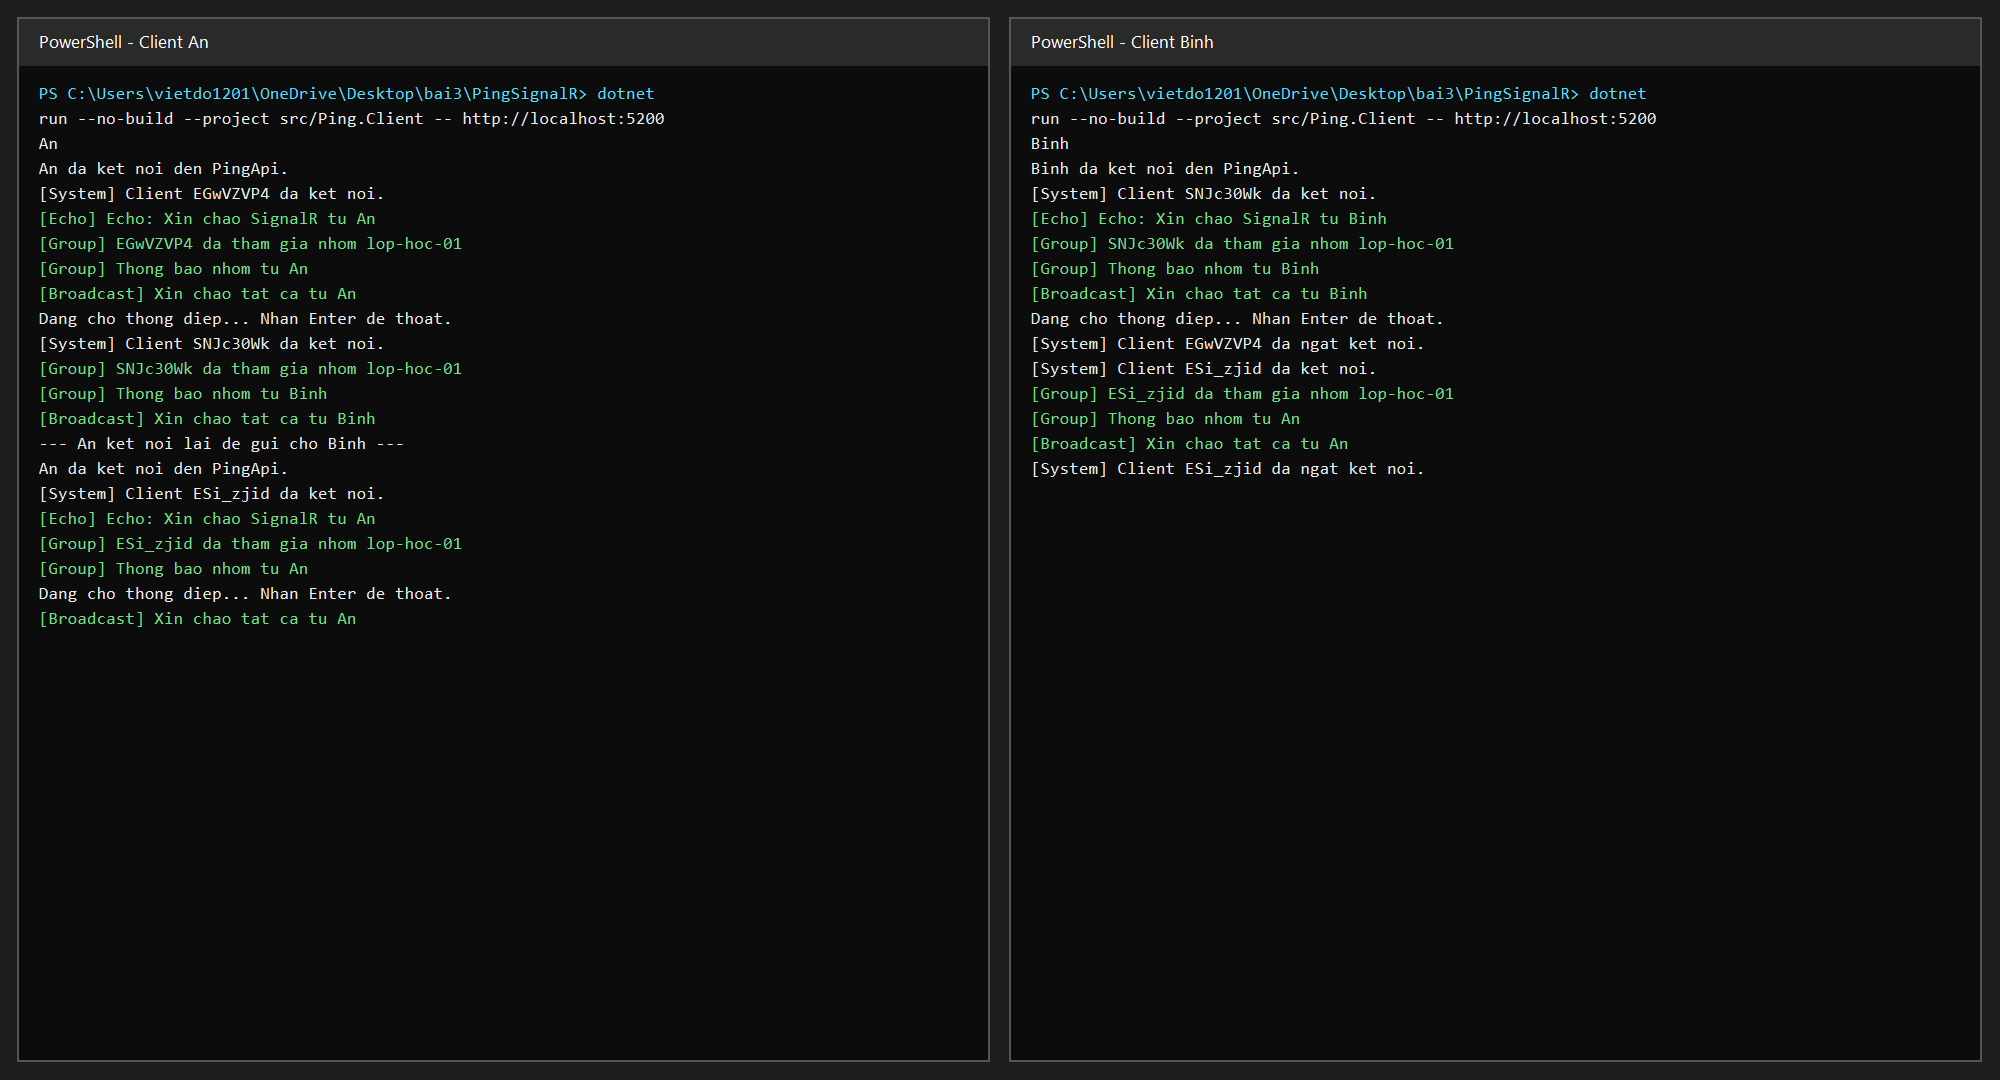 PowerShell - Client An
PS C:\Users\vietdo1201\OneDrive\Desktop\bai3\PingSignalR> dotnet
run --no-build --project src/Ping.Client -- http://localhost:5200
An
An da ket noi den PingApi.
[System] Client EGwVZVP4 da ket noi.
[Echo] Echo: Xin chao SignalR tu An
[Group] EGwVZVP4 da tham gia nhom lop-hoc-01
[Group] Thong bao nhom tu An
[Broadcast] Xin chao tat ca tu An
Dang cho thong diep... Nhan Enter de thoat.
[System] Client SNJc30Wk da ket noi.
[Group] SNJc30Wk da tham gia nhom lop-hoc-01
[Group] Thong bao nhom tu Binh
[Broadcast] Xin chao tat ca tu Binh
--- An ket noi lai de gui cho Binh ---
An da ket noi den PingApi.
[System] Client ESi_zjid da ket noi.
[Echo] Echo: Xin chao SignalR tu An
[Group] ESi_zjid da tham gia nhom lop-hoc-01
[Group] Thong bao nhom tu An
Dang cho thong diep... Nhan Enter de thoat.
[Broadcast] Xin chao tat ca tu An
PowerShell - Client Binh
PS C:\Users\vietdo1201\OneDrive\Desktop\bai3\PingSignalR> dotnet
run --no-build --project src/Ping.Client -- http://localhost:5200
Binh
Binh da ket noi den PingApi.
[System] Client SNJc30Wk da ket noi.
[Echo] Echo: Xin chao SignalR tu Binh
[Group] SNJc30Wk da tham gia nhom lop-hoc-01
[Group] Thong bao nhom tu Binh
[Broadcast] Xin chao tat ca tu Binh
Dang cho thong diep... Nhan Enter de thoat.
[System] Client EGwVZVP4 da ngat ket noi.
[System] Client ESi_zjid da ket noi.
[Group] ESi_zjid da tham gia nhom lop-hoc-01
[Group] Thong bao nhom tu An
[Broadcast] Xin chao tat ca tu An
[System] Client ESi_zjid da ngat ket noi.